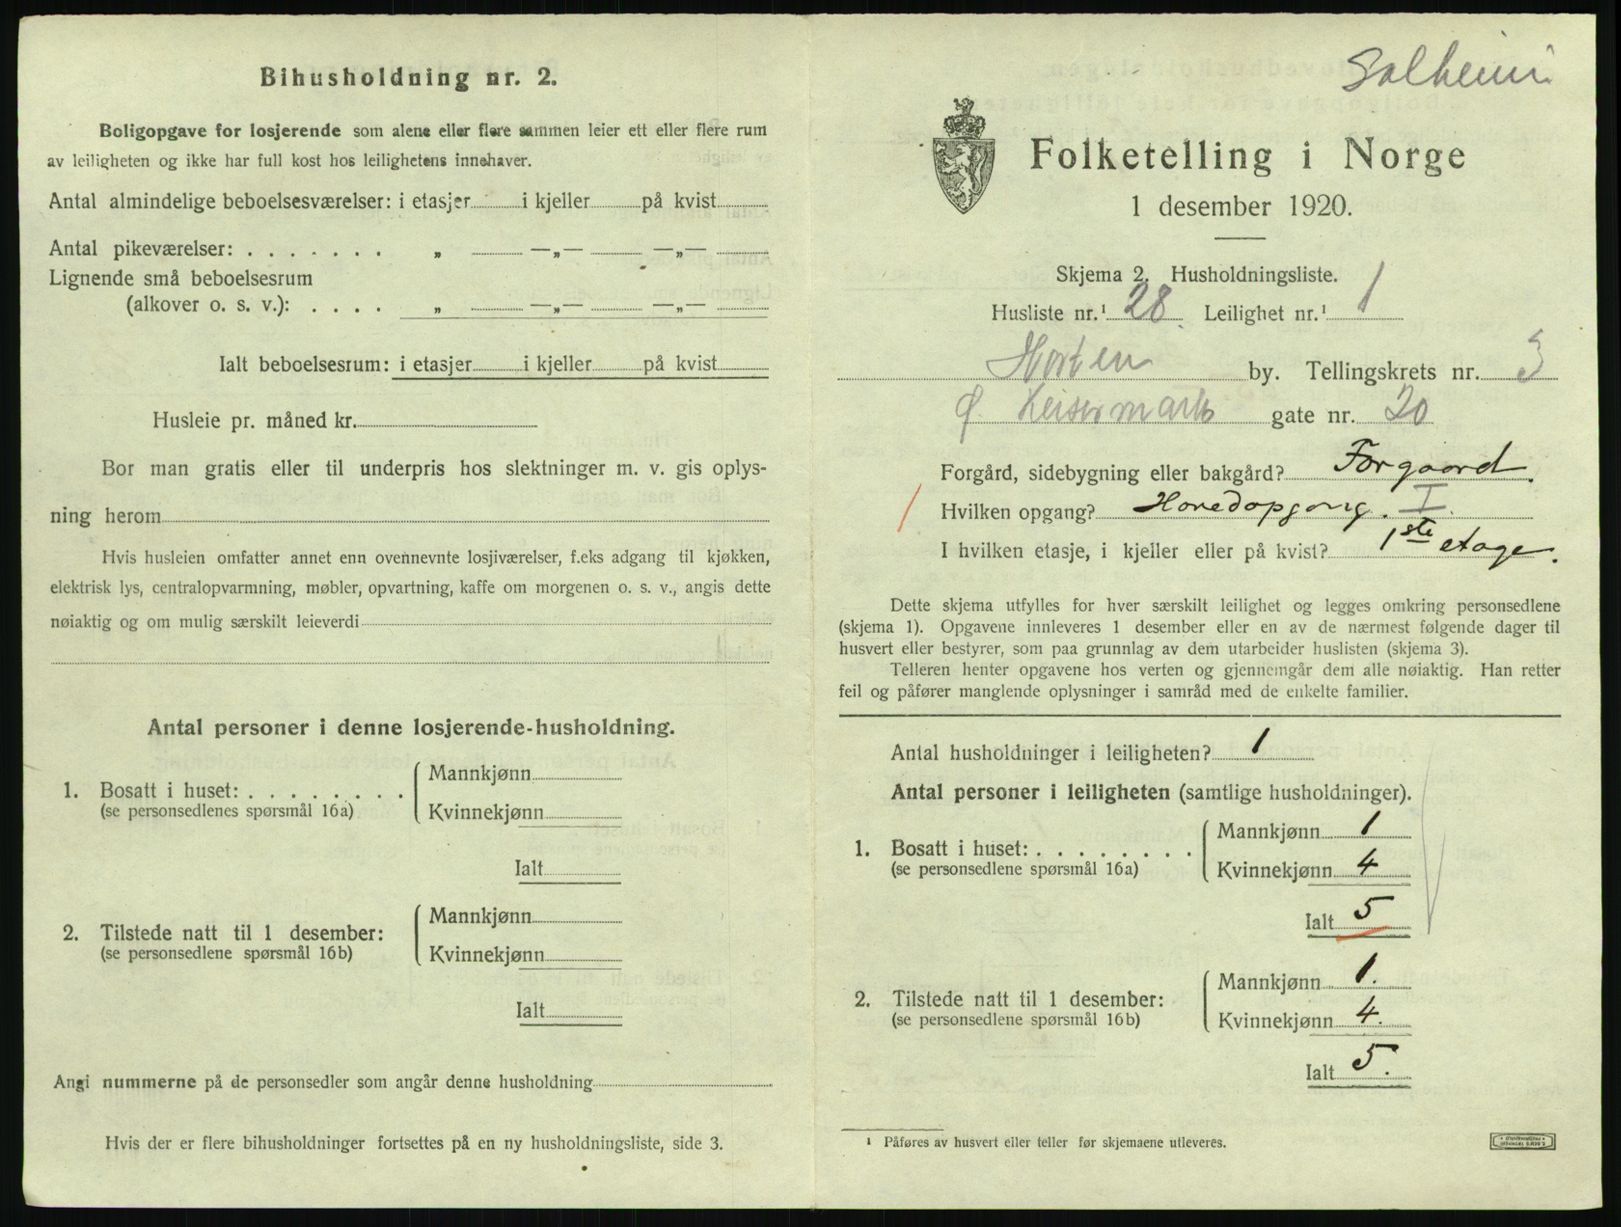 Bihusholdning nr. 2.
Boligopgave for losjerende som alene eller flere sammen leier ett eller flere rum
av leiligheten og ikke har full kost hos leilighetens innehaver.
Antal almindelige beboelsesværelser: i etasjer i kjeller på kvist
Antal pikeværelser: . . . . . . . „ —„— —„—
Lignende små beboelsesrum
(alkover o. s. v.): . . . . „ —„— —„—
Ialt beboelsesrum: i etasjer i kjeller på kvist
Husleie pr. måned kr.
Bor man gratis eller til underpris hos slektninger m. v. gis oplys-
ning herom
Hvis husleien omfatter annet enn ovennevnte losjiværelser, f.eks adgang til kjøkken,
elektrisk lys, centralopvarmning, møbler, opvartning, kaffe om morgenen o. s. v., angis dette
nøiaktig og om mulig særskilt leieverdi
Antal personer i denne losjerende-husholdning.
1. Bosatt i huset: . . . . . . . .
(se personsedlenes spørsmål 16a)
Mannkjønn
Kvinnekjønn
Ialt
2. Tilstede natt til 1 desember:
(se personsedlene spørsmål 16b)
Mannkjønn
Kvinnekjønn
Ialt
Angi nummerne på de personsedler som angår denne husholdning
Hvis der er flere bihusholdninger fortsettes på en ny husholdningsliste, side 3.
Solheim
Folketelling i Norge
1 desember 1920.
Skjema 2. Husholdningsliste.
Husliste nr.¹ 28 Leilighet nr.¹ 1
Horten by. Tellingskrets nr. 3
Ø. Keisermark gate nr. 20
Forgård, sidebygning eller bakgård? Forgaard.
Hvilken opgang? Hovedopgang. I
I hvilken etasje, i kjeller eller på kvist? 1ste etage.
Dette skjema utfylles for hver særskilt leilighet og legges omkring personsedlene
(skjema 1). Opgavene innleveres 1 desember eller en av de nærmest følgende dager til
husvert eller bestyrer, som paa grunnlag av dem utarbeider huslisten (skjema 3).
Telleren henter opgavene hos verten og gjennemgår dem alle nøiaktig. Han retter
feil og påfører manglende oplysninger i samråd med de enkelte familier.
Antal husholdninger i leiligheten? 1
Antal personer i leiligheten (samtlige husholdninger).
1. Bosatt i huset: . . . . . . . .
(se personsedlene spørsmål 16a)
Mannkjønn 1
Kvinnekjønn 4
Ialt 5
2. Tilstede natt til 1 desember:
(se personsedlene spørsmål 16b)
Mannkjønn 1.
Kvinnekjønn 4.
Ialt 5.
¹ Påføres av husvert eller teller før skjemaene utleveres.